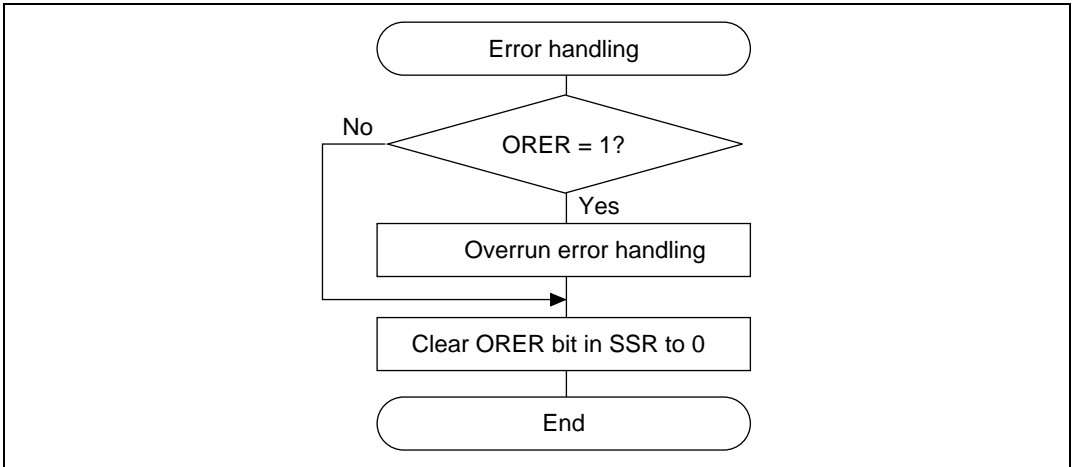 Error handling
No
ORER = 1?
Yes
Overrun error handling
Clear ORER bit in SSR to 0
End